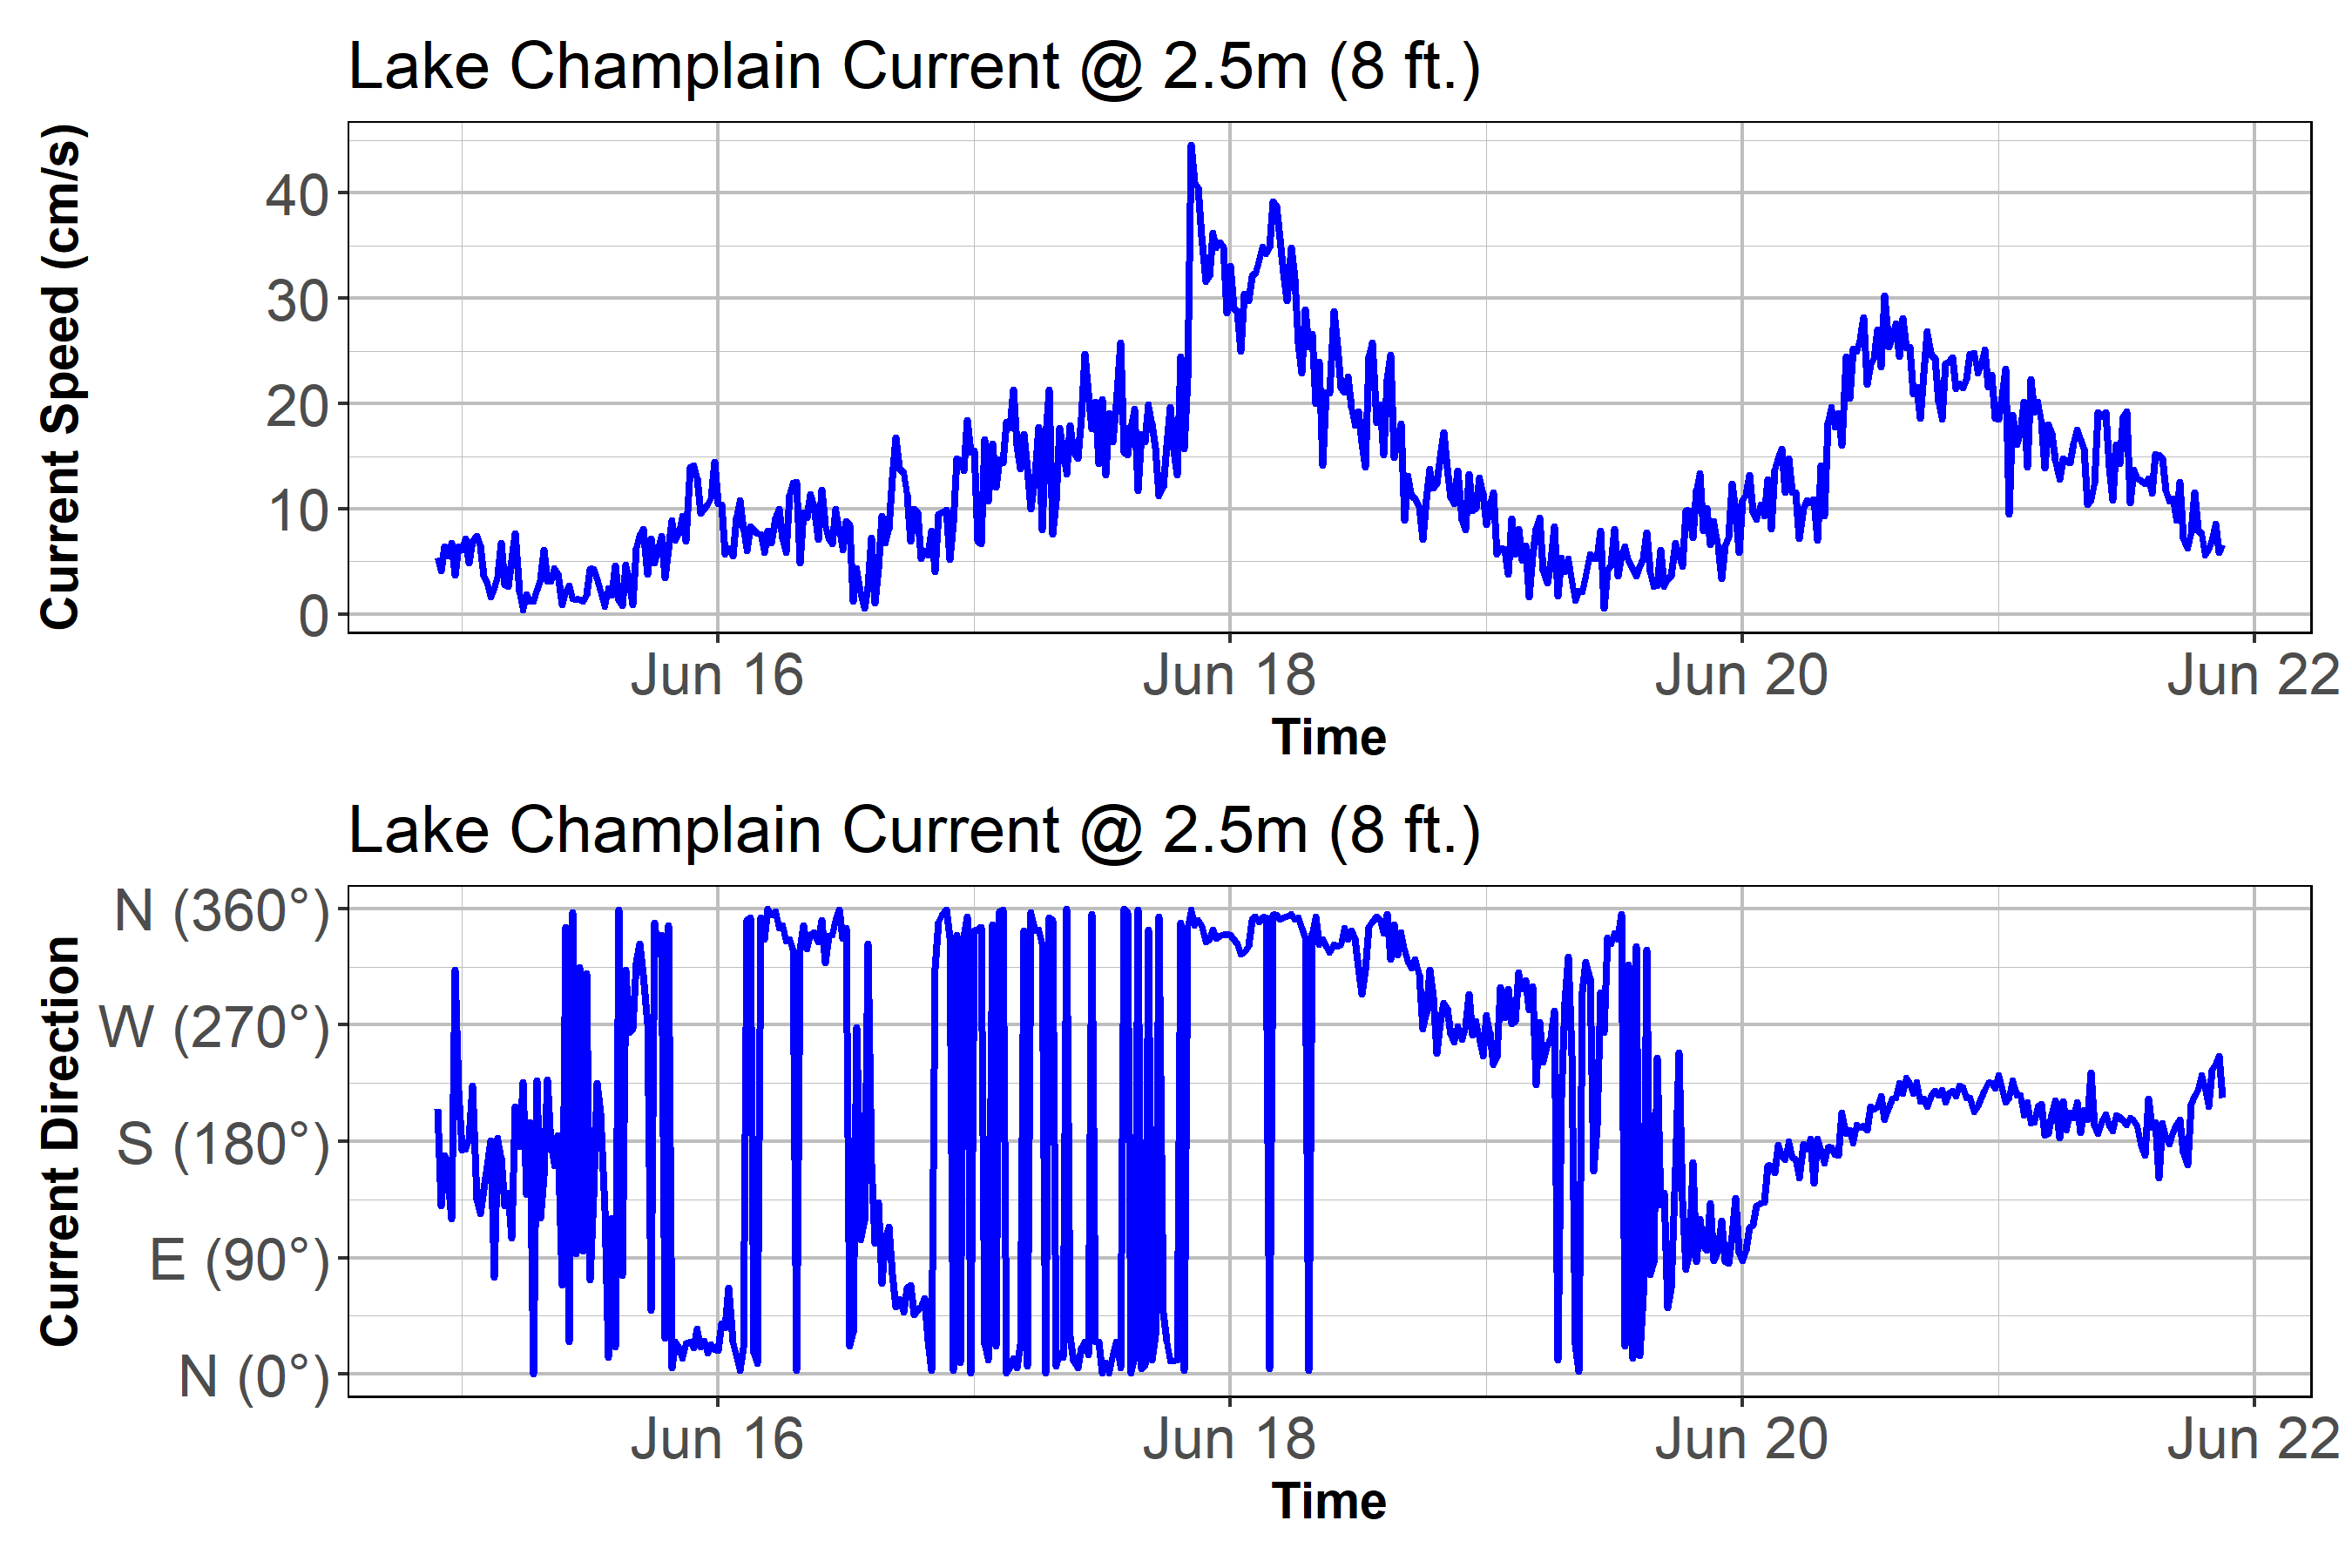 Lake Champlain Current @ 2.5m (8 ft.)
Current Speed (cm/s)
40
30
20
10
0
Jun 16
Jun 18
Jun 20
Jun 22
Time
Lake Champlain Current @ 2.5m (8 ft.)
Current Direction
N (360°)
W (270°)
S (180°)
E (90°)
N (0°)
Jun 16
Jun 18
Jun 20
Jun 22
Time